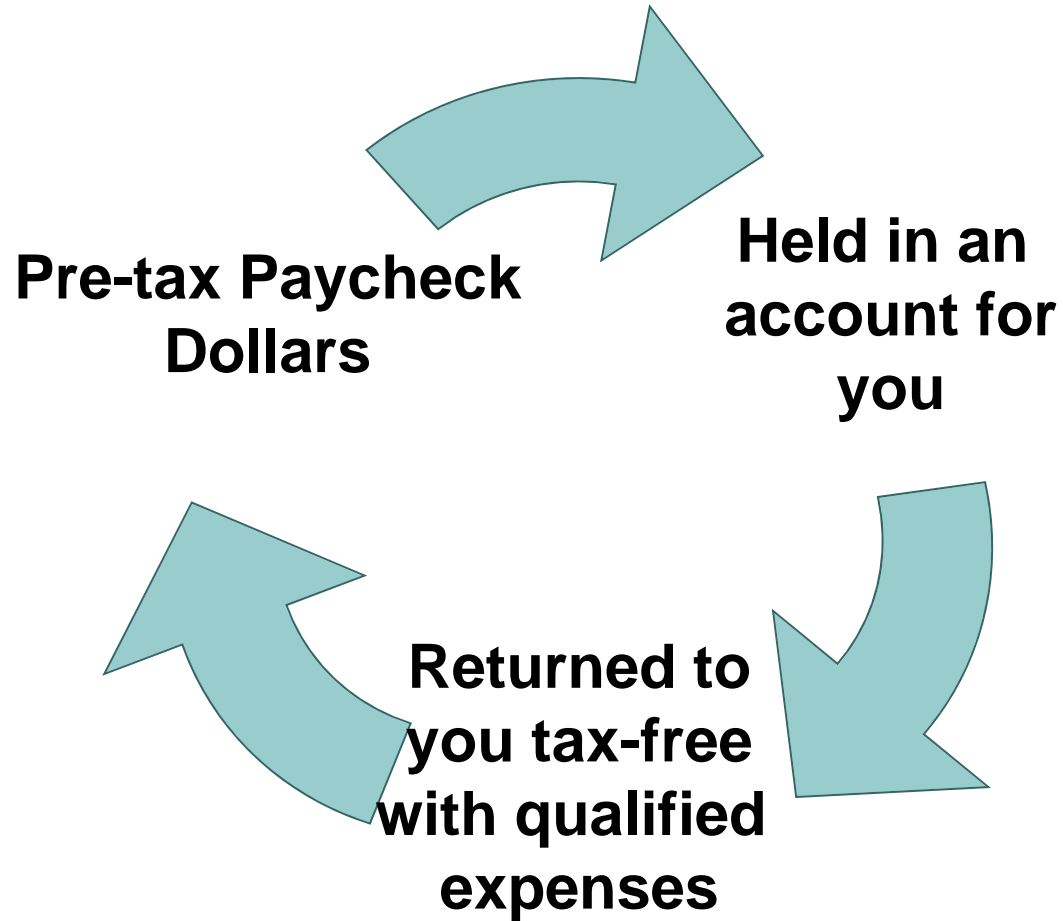 Pre-tax Paycheck
Dollars
Held in an
account for
you
Returned to
you tax-free
with qualified
expenses